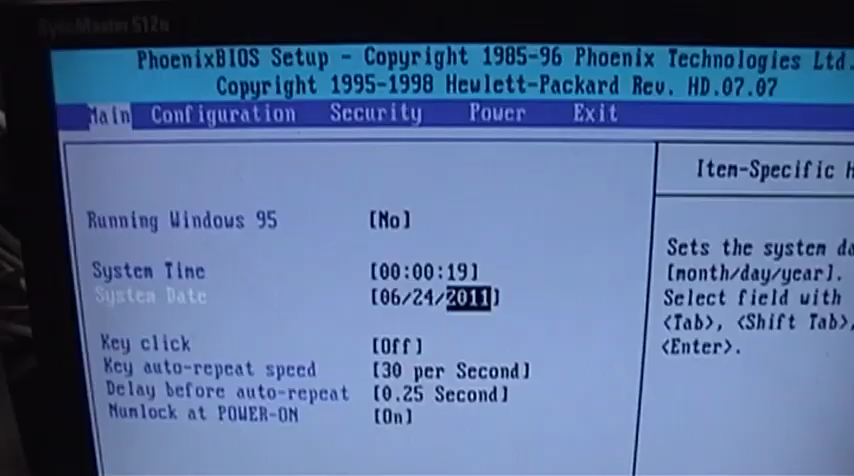 SyncMaster 512n
PhoenixBIOS Setup - Copyright 1985-96 Phoenix Technologies Ltd.
Copyright 1995-1998 Hewlett-Packard Rev. HD.07.07
Main Configuration Security Power Exit
Item-Specific H
Running Windows 95 [No]
System Time [00:00:19]
System Date [06/24/2011]
Key click [Off]
Key auto-repeat speed [30 per Second]
Delay before auto-repeat [0.25 Second]
Numlock at POWER-ON [On]
Sets the system da
[month/day/year].
Select field with
<Tab>, <Shift Tab>,
<Enter>.